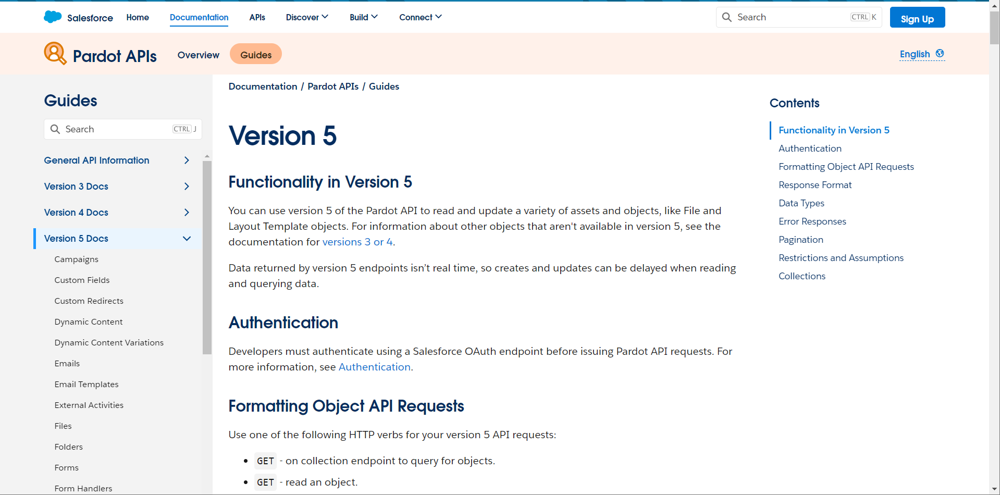 Salesforce
Home
Documentation
APIs
Discover
Build
Connect
Search
CTRL K
Sign Up
Pardot APIs
Overview
Guides
English
Guides
Search
CTRL J
General API Information
Version 3 Docs
Version 4 Docs
Version 5 Docs
Campaigns
Custom Fields
Custom Redirects
Dynamic Content
Dynamic Content Variations
Emails
Email Templates
External Activities
Files
Folders
Forms
Form Handlers
Documentation / Pardot APIs / Guides
Version 5
Functionality in Version 5
You can use version 5 of the Pardot API to read and update a variety of assets and objects, like File and
Layout Template objects. For information about other objects that aren't available in version 5, see the
documentation for versions 3 or 4.
Data returned by version 5 endpoints isn’t real time, so creates and updates can be delayed when reading
and querying data.
Authentication
Developers must authenticate using a Salesforce OAuth endpoint before issuing Pardot API requests. For
more information, see Authentication.
Formatting Object API Requests
Use one of the following HTTP verbs for your version 5 API requests:
• GET - on collection endpoint to query for objects.
• GET - read an object.
Contents
Functionality in Version 5
Authentication
Formatting Object API Requests
Response Format
Data Types
Error Responses
Pagination
Restrictions and Assumptions
Collections